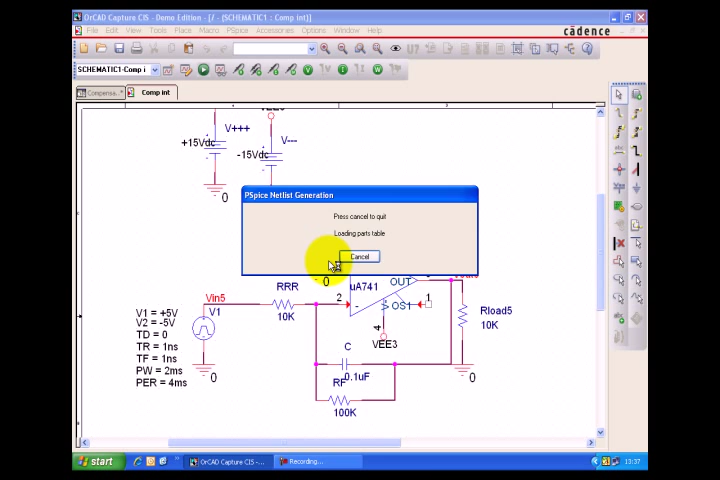 OrCAD Capture CIS - Demo Edition - [/ - (SCHEMATIC1 : Comp int)]
File Edit View Tools Place Macro PSpice Accessories Options Window Help
cādence
U?
SCHEMATIC1-Comp i
Compensa..*
Comp int
V+++
+15Vdc
0
V---
-15Vdc
PSpice Netlist Generation
Press cancel to quit
Loading parts table
Cancel
0
uA741
OUT
OS1
1
2
4
VEE3
RRR
10K
Vin5
V1
V1 = +5V
V2 = -5V
TD = 0
TR = 1ns
TF = 1ns
PW = 2ms
PER = 4ms
0
C
0.1uF
RF
100K
Rload5
10K
0
start
OrCAD Capture CIS -...
Recording...
13:37